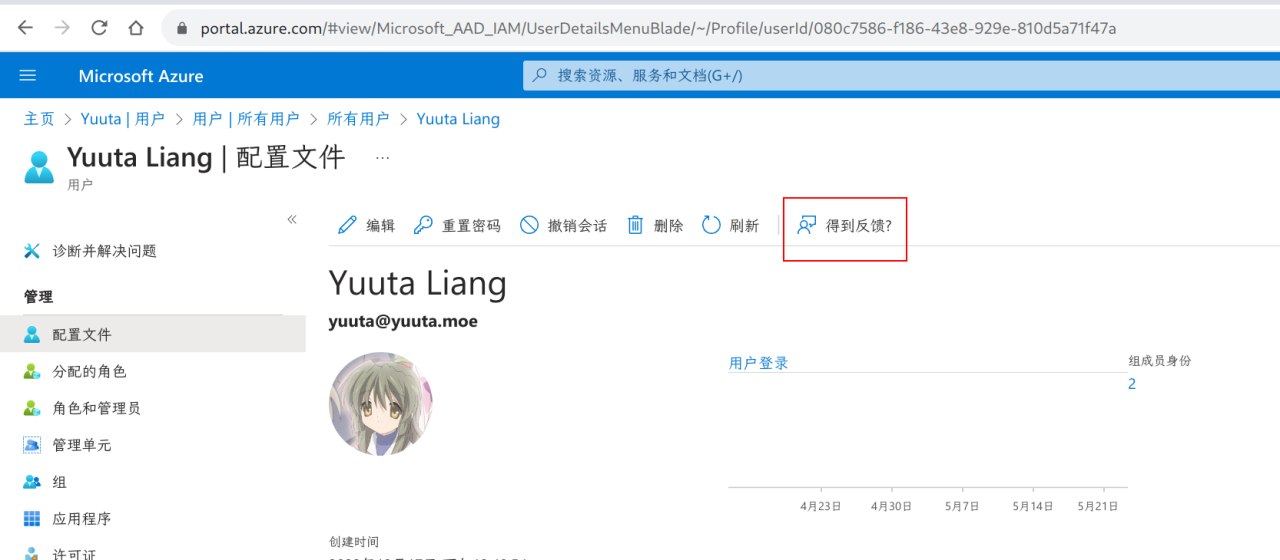 portal.azure.com/#view/Microsoft_AAD_IAM/UserDetailsMenuBlade/~/Profile/userId/080c7586-f186-43e8-929e-810d5a71f47a
Microsoft Azure
搜索资源、服务和文档(G+/)
主页 > Yuuta | 用户 > 用户 | 所有用户 > 所有用户 > Yuuta Liang
Yuuta Liang | 配置文件 ...
用户
«
编辑 重置密码 撤销会话 删除 刷新 得到反馈?
诊断并解决问题
管理
配置文件
分配的角色
角色和管理员
管理单元
组
应用程序
许可证
Yuuta Liang
yuuta@yuuta.moe
用户登录
组成员身份
2
4月23日 4月30日 5月7日 5月14日 5月21日
创建时间